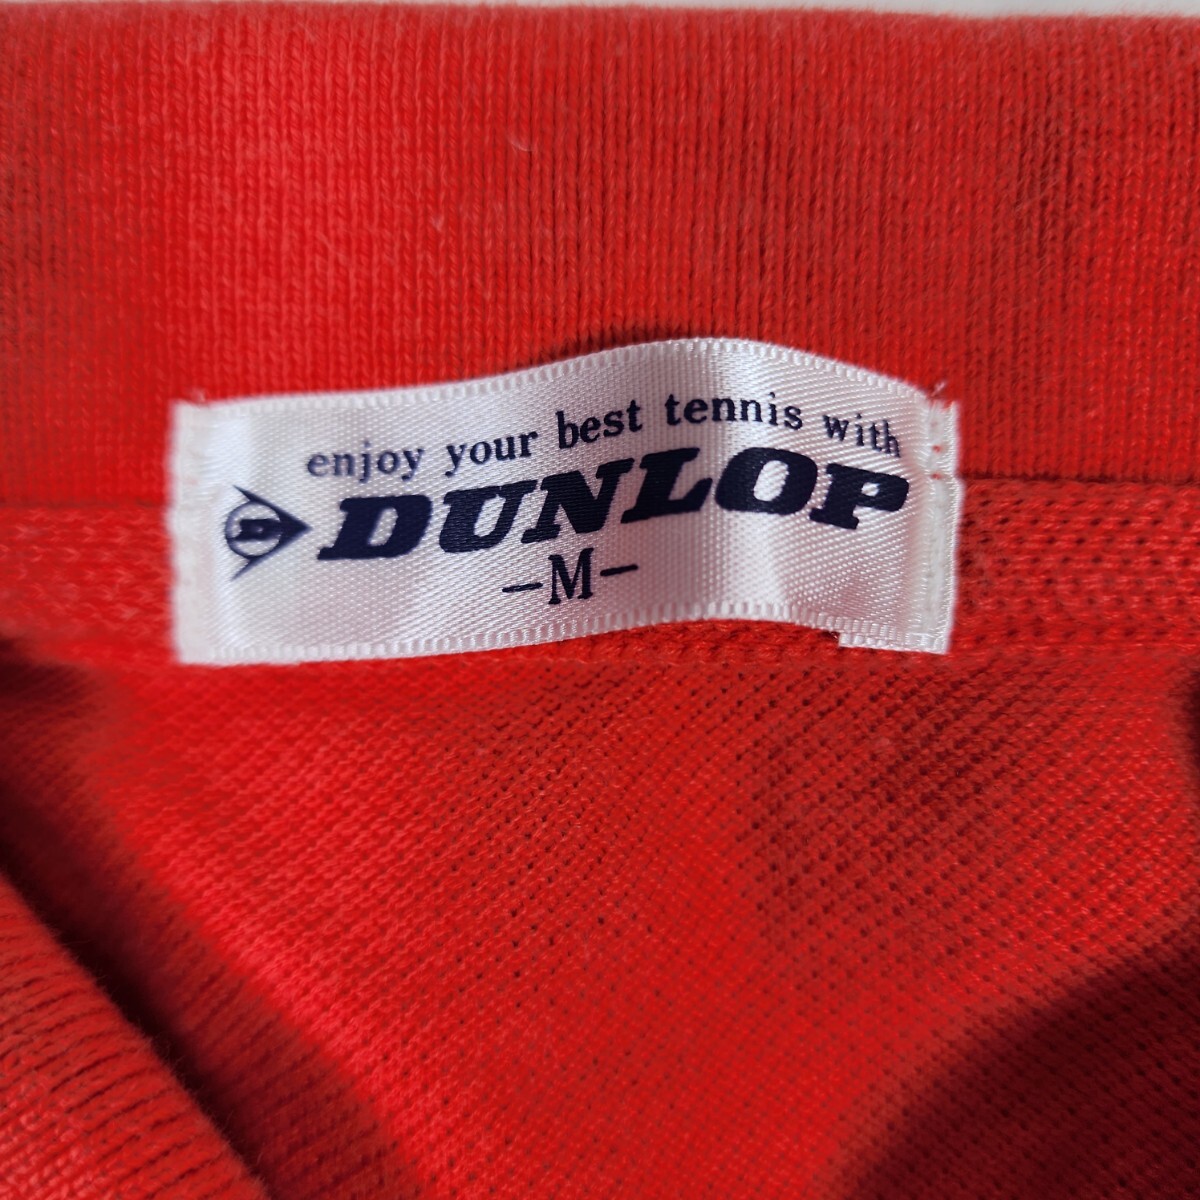 enjoy your best tennis with
D DUNLOP
-M-